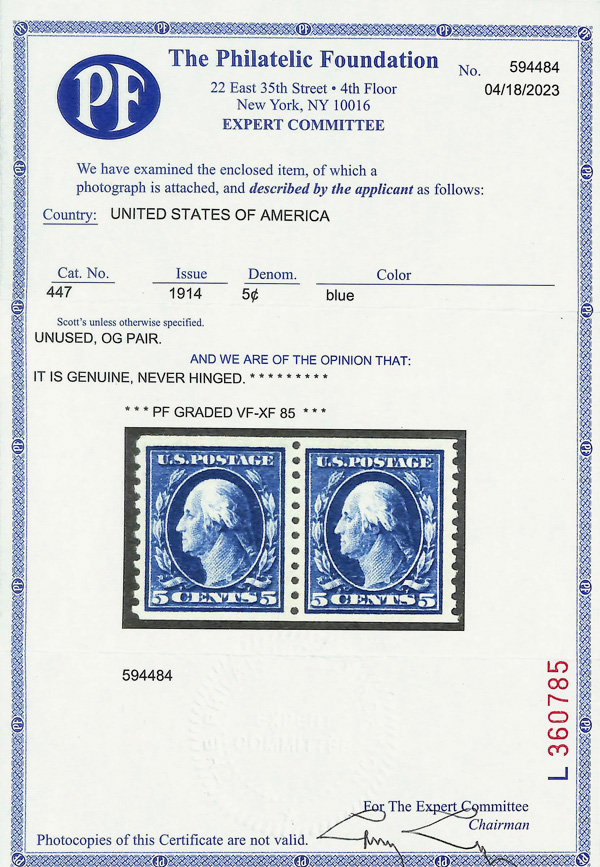 PF
The Philatelic Foundation
22 East 35th Street • 4th Floor
New York, NY 10016
EXPERT COMMITTEE
No. 594484
04/18/2023
We have examined the enclosed item, of which a
photograph is attached, and described by the applicant as follows:
Country: UNITED STATES OF AMERICA
Cat. No. Issue Denom. Color
447 1914 5¢ blue
Scott's unless otherwise specified.
UNUSED, OG PAIR.
AND WE ARE OF THE OPINION THAT:
IT IS GENUINE, NEVER HINGED. * * * * * * * * *
* * * PF GRADED VF-XF 85 * * *
U.S. POSTAGE U.S. POSTAGE
5 CENTS 5 5 CENTS 5
594484
EXPERT
COMMITTEE
L 360785
For The Expert Committee
Chairman
Photocopies of this Certificate are not valid.